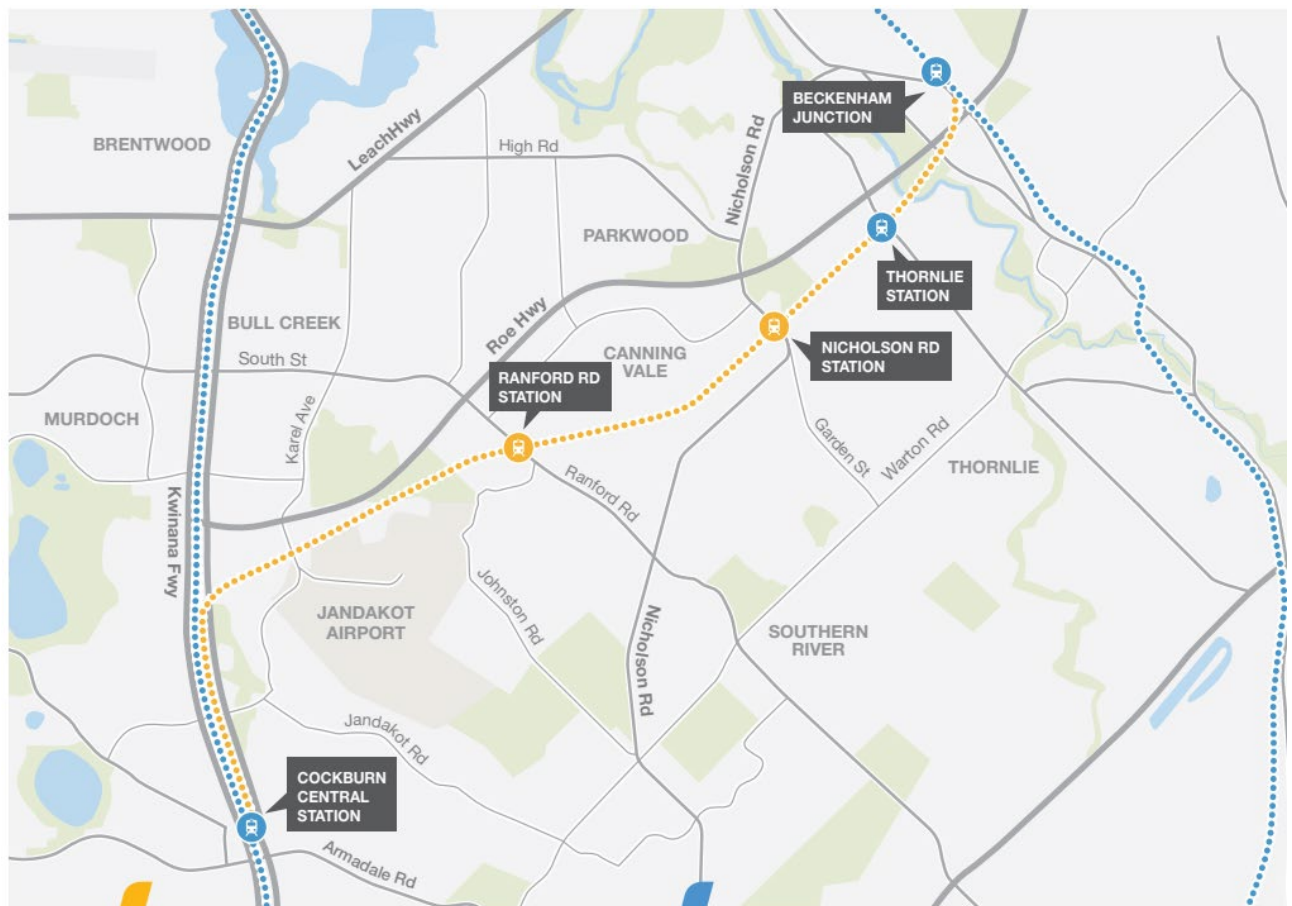 BECKENHAM
JUNCTION
BRENTWOOD
LeachHwy
High Rd
Nicholson Rd
PARKWOOD
THORNLIE
STATION
BULL CREEK
Roe Hwy
South St
CANNING
VALE
NICHOLSON RD
STATION
RANFORD RD
STATION
MURDOCH
Karel Ave
Garden St
Warton Rd
THORNLIE
Ranford Rd
Kwinana Fwy
Johnston Rd
JANDAKOT
AIRPORT
Nicholson Rd
SOUTHERN
RIVER
Jandakot Rd
COCKBURN
CENTRAL
STATION
Armadale Rd